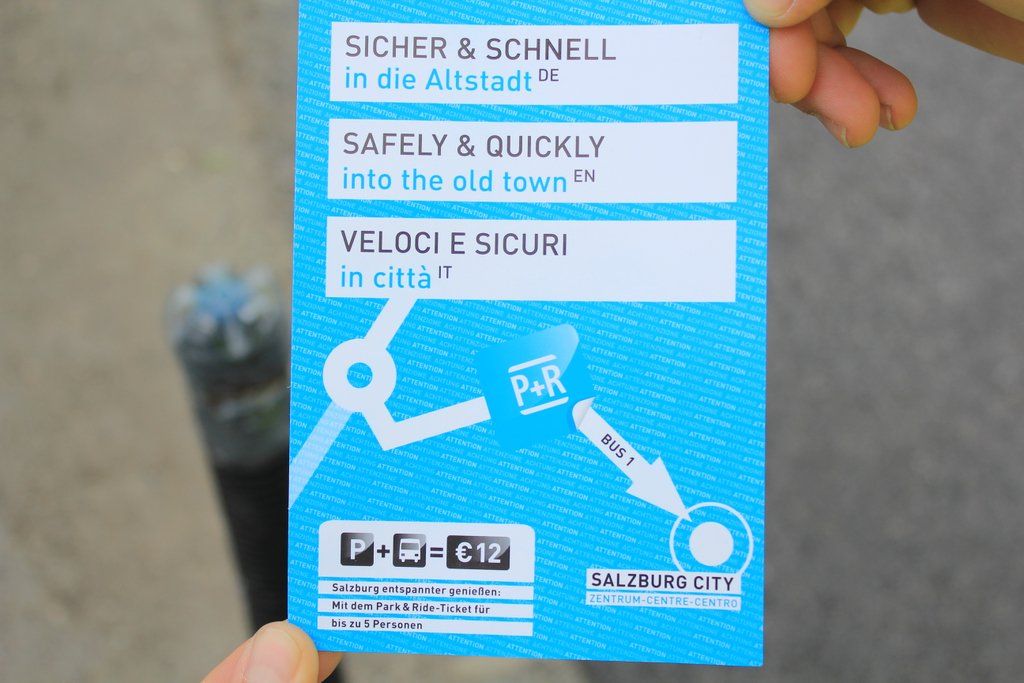 SICHER & SCHNELL
in die Altstadt DE
SAFELY & QUICKLY
into the old town EN
VELOCI E SICURI
in città IT
P+R
BUS 1
P + = € 12
SALZBURG CITY
ZENTRUM-CENTRE-CENTRO
Salzburg entspannter genießen:
Mit dem Park & Ride-Ticket für
bis zu 5 Personen